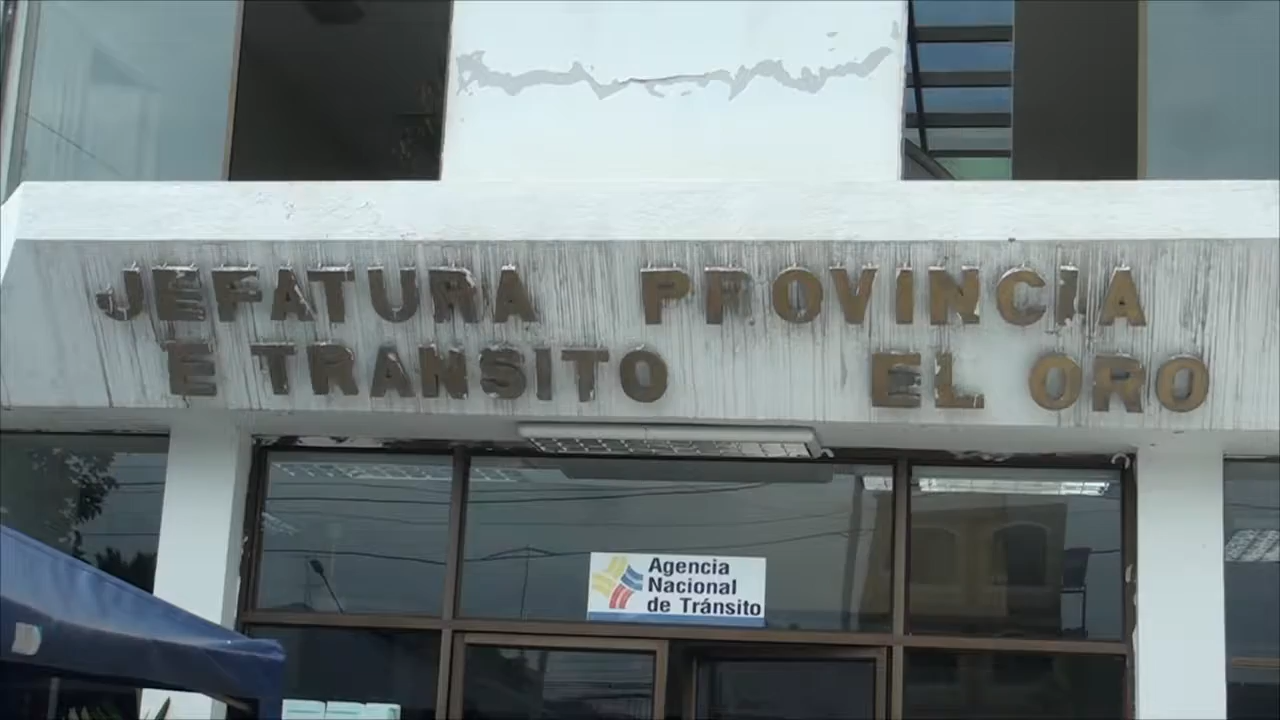 JEFATURA PROVINCIA
E TRANSITO EL ORO
Agencia
Nacional
de Tránsito